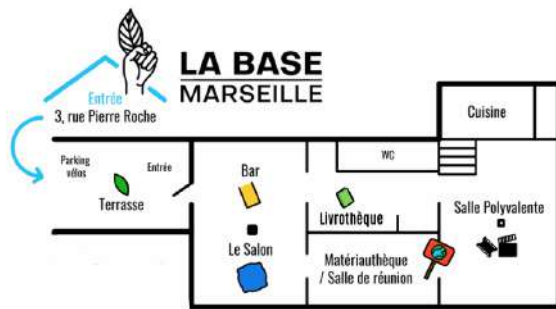 LA BASE
MARSEILLE
Entrée
3, rue Pierre Roche
Cuisine
Parking
vélos
Entrée
Terrasse
Bar
WC
Livrothèque
Salle Polyvalente
Le Salon
Matériauthèque
/ Salle de réunion